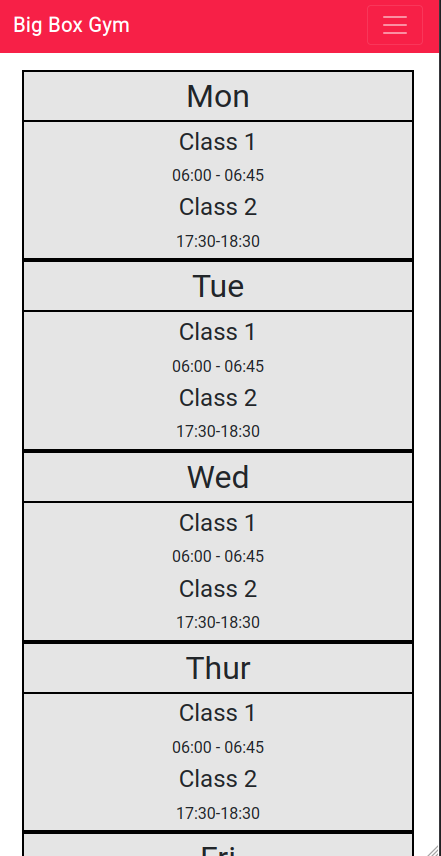 Big Box Gym
Mon
Class 1
06:00 - 06:45
Class 2
17:30-18:30
Tue
Class 1
06:00 - 06:45
Class 2
17:30-18:30
Wed
Class 1
06:00 - 06:45
Class 2
17:30-18:30
Thur
Class 1
06:00 - 06:45
Class 2
17:30-18:30
Fri